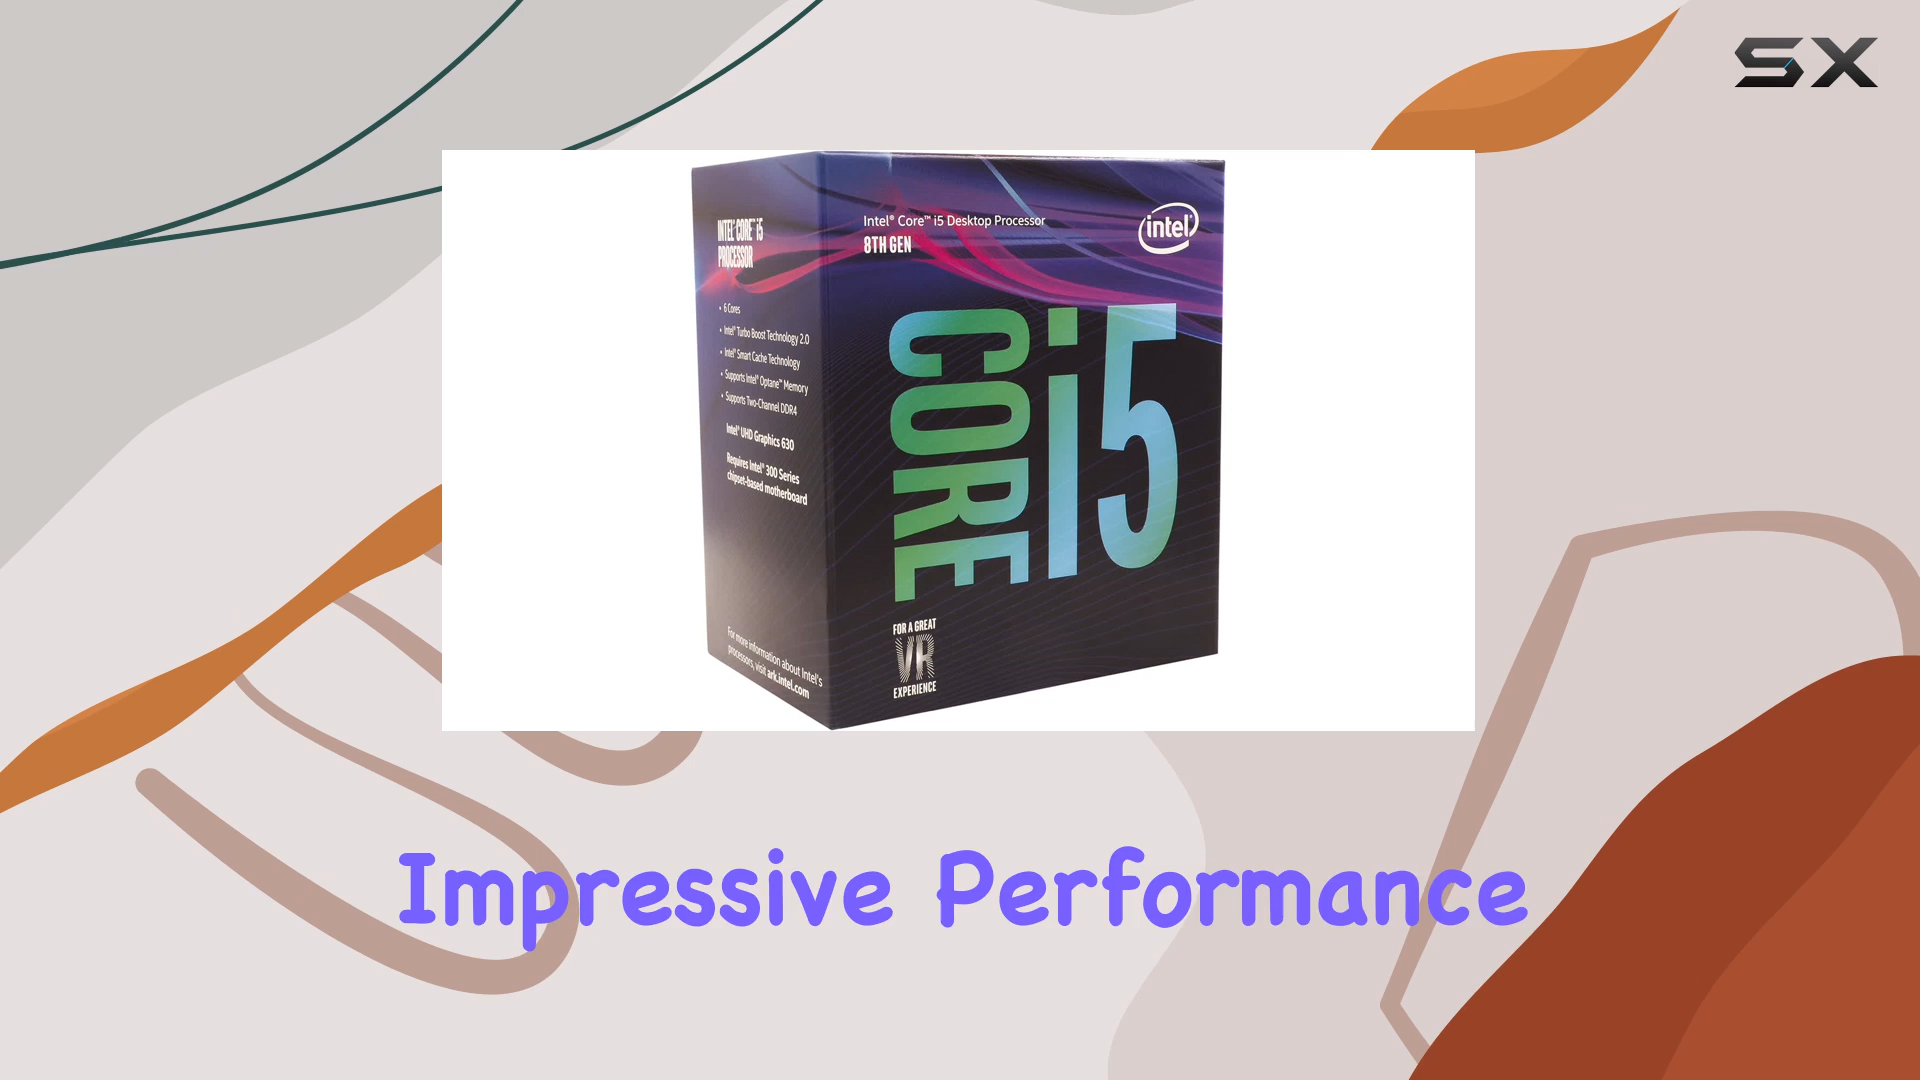 SX
INTEL® CORE™ i5
PROCESSOR
• 6 Cores
• Intel® Turbo Boost Technology 2.0
• Intel® Smart Cache Technology
• Supports Intel® Optane™ Memory
• Supports Two-Channel DDR4
Intel® UHD Graphics 630
Requires Intel® 300 Series
chipset-based motherboard
For more information about Intel's
processors, visit ark.intel.com
Intel® Core™ i5 Desktop Processor
8TH GEN
intel®
CORE i5
FOR A GREAT
VR
EXPERIENCE
Impressive Performance